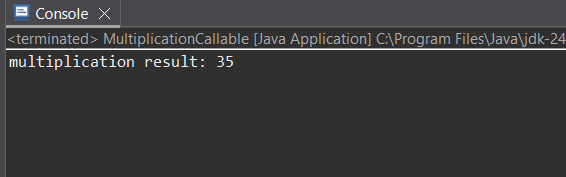 Console
<terminated> MultiplicationCallable [Java Application] C:\Program Files\Java\jdk-24
multiplication result: 35